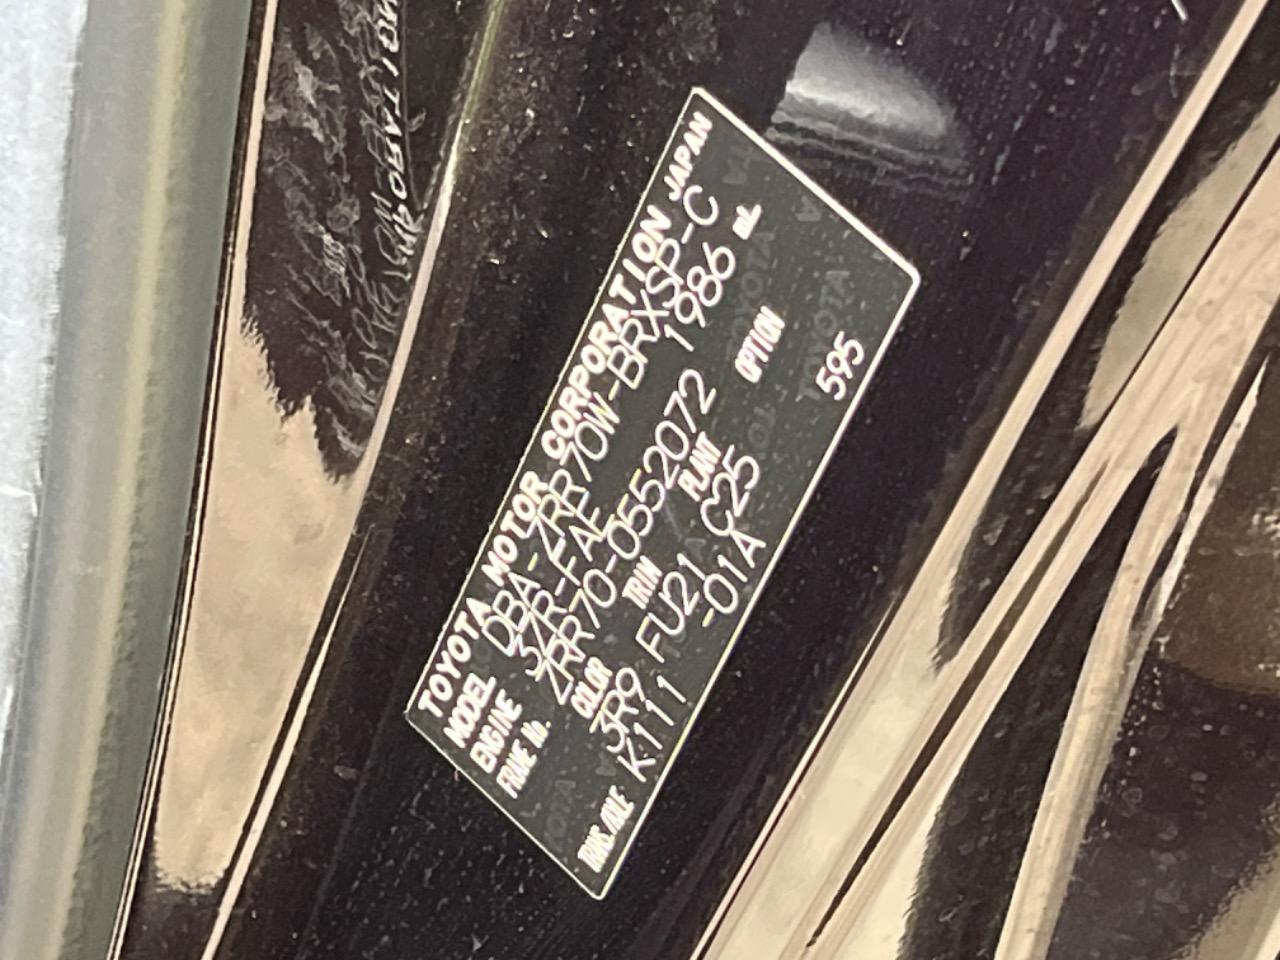 TOYOTA MOTOR CORPORATION JAPAN
MODEL DBA-ZRR70W-BRXSP-C
ENGINE 3ZR-FAE 1986 mL
FRAME No. ZRR70-0552072
COLOR TRIM PLANT OPTION
3R9 FU21 C25
TRANS./AXLE K111 -01A 595